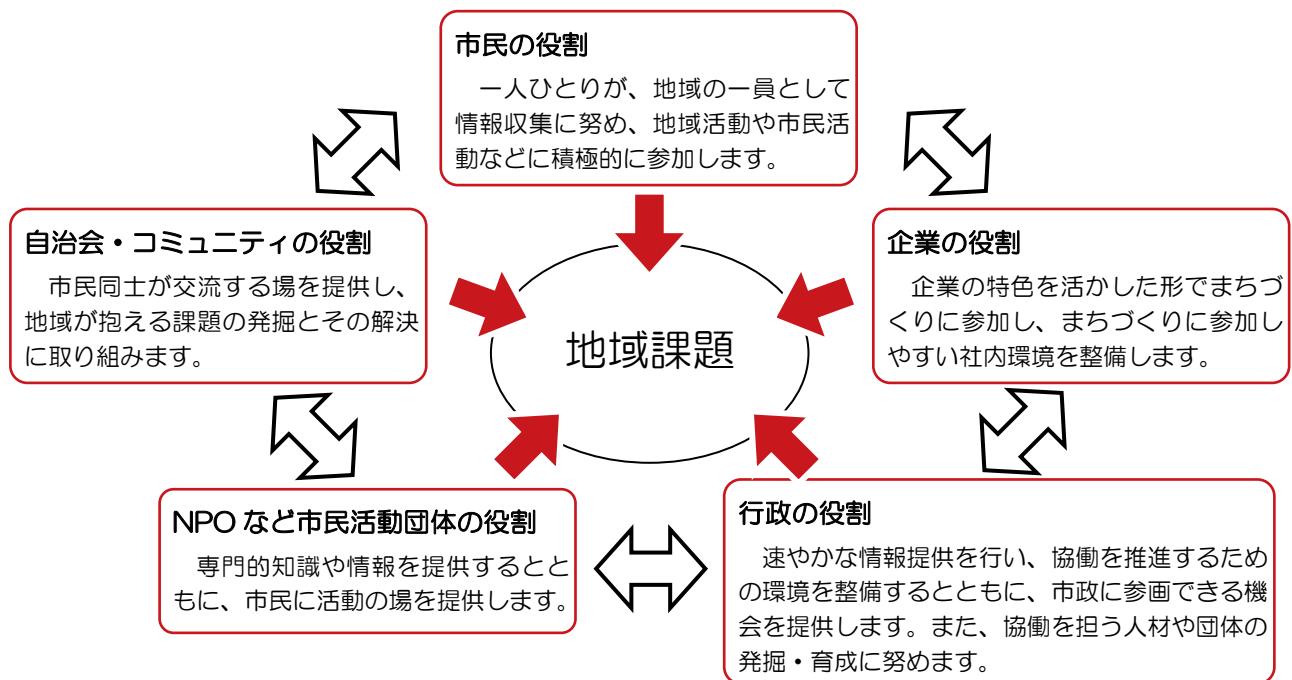 市民の役割
一人ひとりが、地域の一員として
情報収集に努め、地域活動や市民活
動などに積極的に参加します。
自治会・コミュニティの役割
市民同士が交流する場を提供し、
地域が抱える課題の発掘とその解決
に取り組みます。
企業の役割
企業の特色を活かした形でまちづ
くりに参加し、まちづくりに参加し
やすい社内環境を整備します。
地域課題
NPO など市民活動団体の役割
専門的知識や情報を提供するとと
もに、市民に活動の場を提供します。
行政の役割
速やかな情報提供を行い、協働を推進するため
の環境を整備するとともに、市政に参画できる機
会を提供します。また、協働を担う人材や団体の
発掘・育成に努めます。